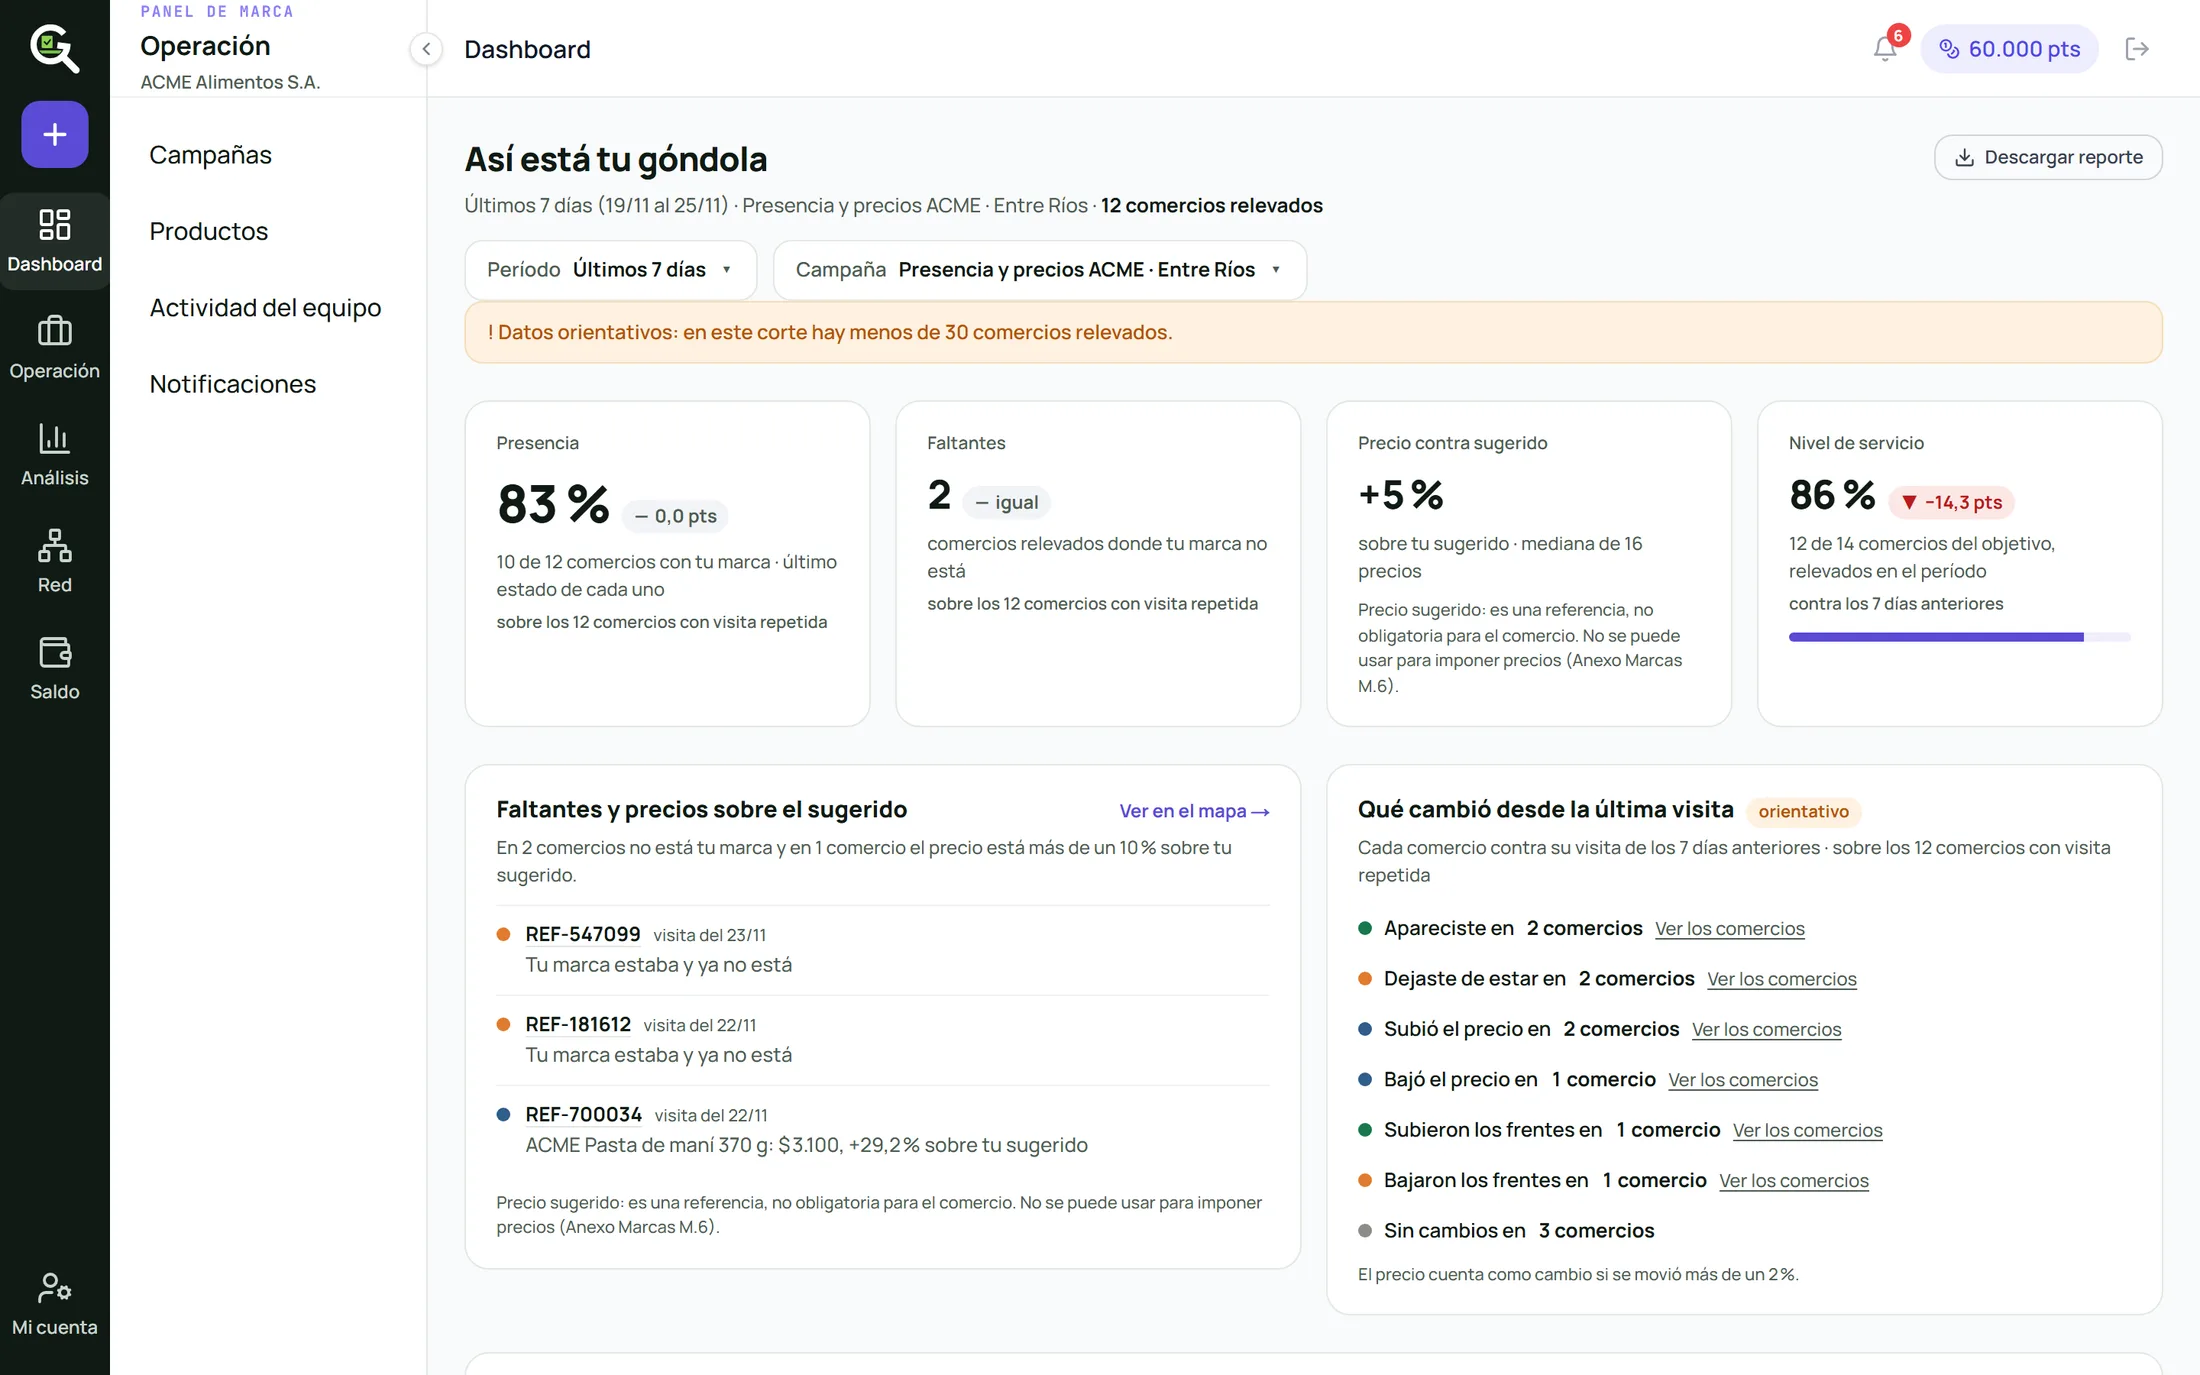 PANEL DE MARCA
Operación
ACME Alimentos S.A.
Dashboard
6
60.000 pts
Dashboard
Operación
Análisis
Red
Saldo
Mi cuenta
Campañas
Productos
Actividad del equipo
Notificaciones
Así está tu góndola
Descargar reporte
Últimos 7 días (19/11 al 25/11) · Presencia y precios ACME · Entre Ríos · 12 comercios relevados
Período Últimos 7 días ▾
Campaña Presencia y precios ACME · Entre Ríos ▾
! Datos orientativos: en este corte hay menos de 30 comercios relevados.
Presencia
83 % — 0,0 pts
10 de 12 comercios con tu marca · último
estado de cada uno
sobre los 12 comercios con visita repetida
Faltantes
2 — igual
comercios relevados donde tu marca no
está
sobre los 12 comercios con visita repetida
Precio contra sugerido
+5 %
sobre tu sugerido · mediana de 16
precios
Precio sugerido: es una referencia, no
obligatoria para el comercio. No se puede
usar para imponer precios (Anexo Marcas
M.6).
Nivel de servicio
86 % ▼ −14,3 pts
12 de 14 comercios del objetivo,
relevados en el período
contra los 7 días anteriores
Faltantes y precios sobre el sugerido
Ver en el mapa →
En 2 comercios no está tu marca y en 1 comercio el precio está más de un 10 % sobre tu
sugerido.
REF-547099 visita del 23/11
Tu marca estaba y ya no está
REF-181612 visita del 22/11
Tu marca estaba y ya no está
REF-700034 visita del 22/11
ACME Pasta de maní 370 g: $ 3.100, +29,2 % sobre tu sugerido
Precio sugerido: es una referencia, no obligatoria para el comercio. No se puede usar para imponer
precios (Anexo Marcas M.6).
Qué cambió desde la última visita orientativo
Cada comercio contra su visita de los 7 días anteriores · sobre los 12 comercios con visita
repetida
Apareciste en 2 comercios Ver los comercios
Dejaste de estar en 2 comercios Ver los comercios
Subió el precio en 2 comercios Ver los comercios
Bajó el precio en 1 comercio Ver los comercios
Subieron los frentes en 1 comercio Ver los comercios
Bajaron los frentes en 1 comercio Ver los comercios
Sin cambios en 3 comercios
El precio cuenta como cambio si se movió más de un 2 %.